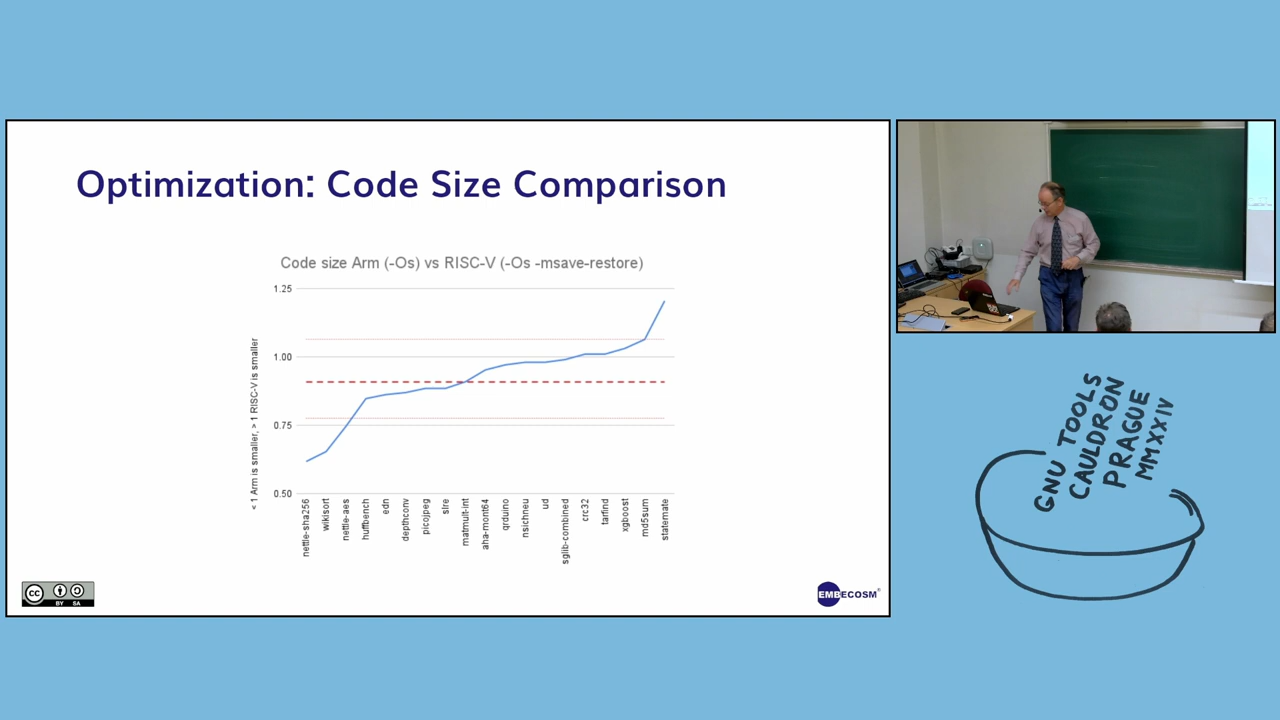 Optimization: Code Size Comparison
Code size Arm (-Os) vs RISC-V (-Os -msave-restore)
< 1 Arm is smaller, > 1 RISC-V is smaller
1.25
1.00
0.75
0.50
nettle-sha256
wikisort
nettle-aes
huffbench
edn
depthconv
picojpeg
slre
matmult-int
aha-mont64
qrduino
nsichneu
ud
sglib-combined
crc32
tarfind
xgboost
md5sum
statemate
cc
BY SA
EMBECOSM®
GNU TOOLS
CAULDRON
PRAGUE
MMXXIV